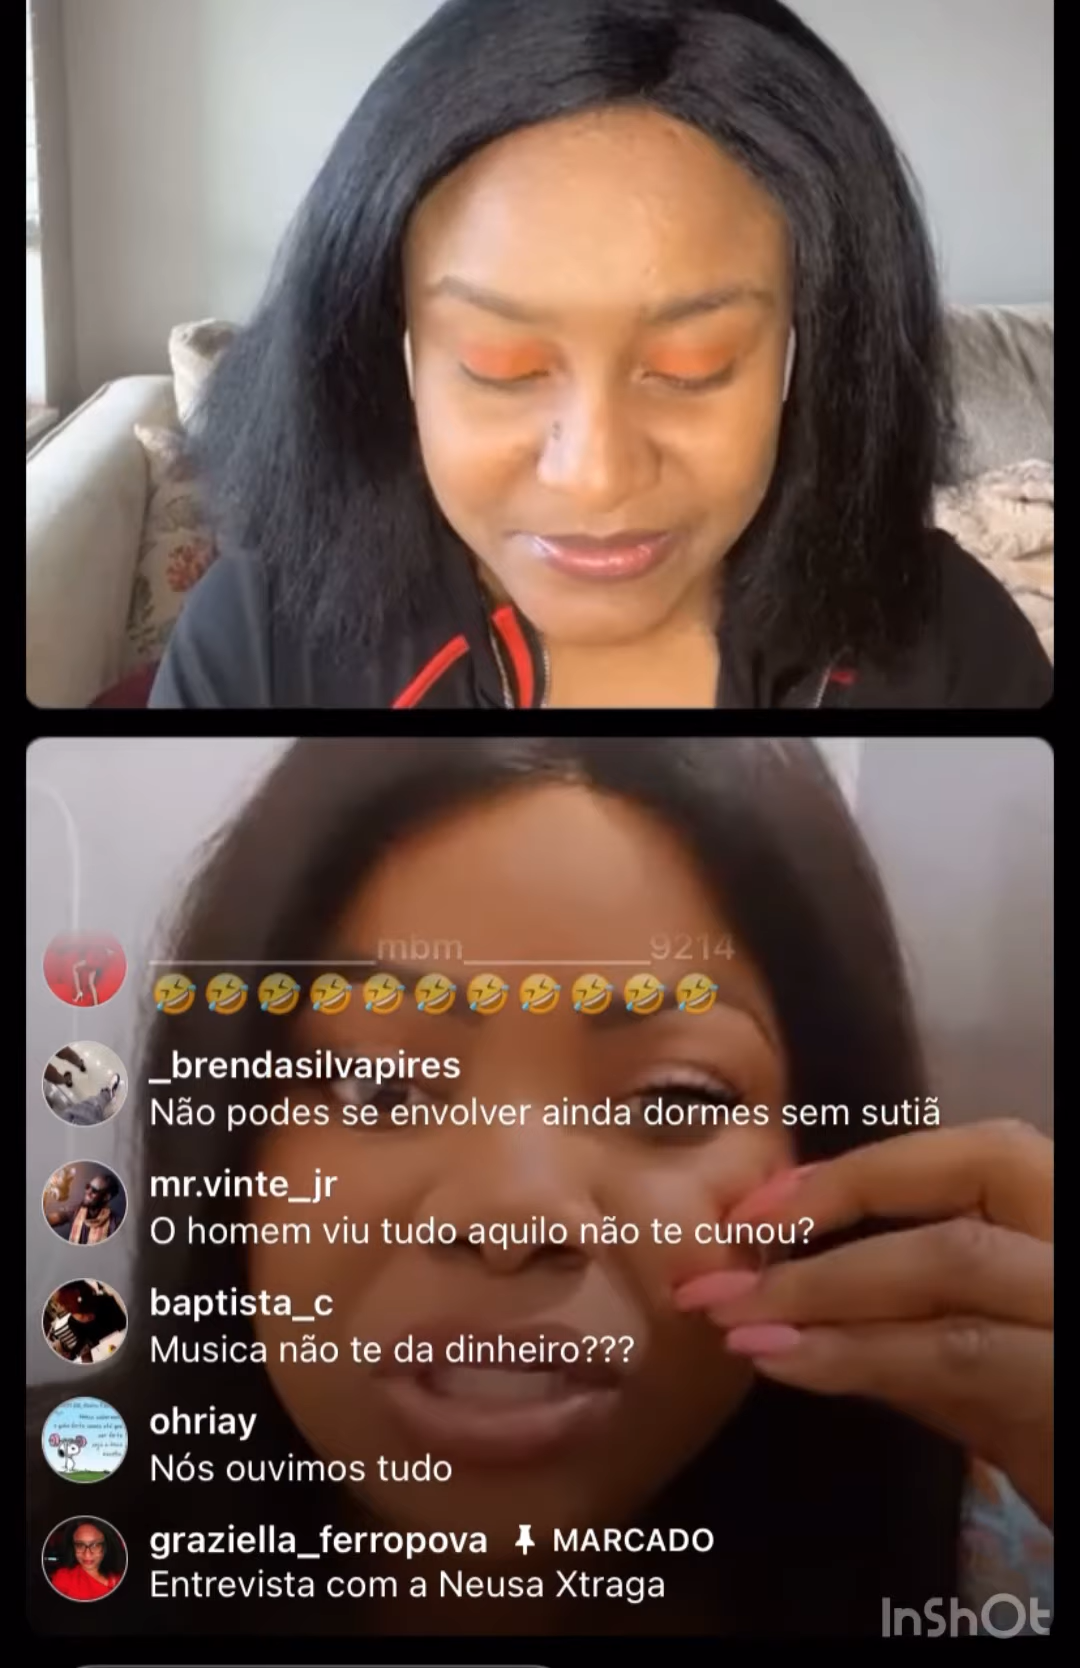 mbm 9214
🤣🤣🤣🤣🤣🤣🤣🤣🤣🤣🤣
_brendasilvapires
Não podes se envolver ainda dormes sem sutiã
mr.vinte_jr
O homem viu tudo aquilo não te cunou?
baptista_c
Musica não te da dinheiro???
ohriay
Nós ouvimos tudo
graziella_ferropova MARCADO
Entrevista com a Neusa Xtraga
InShOt